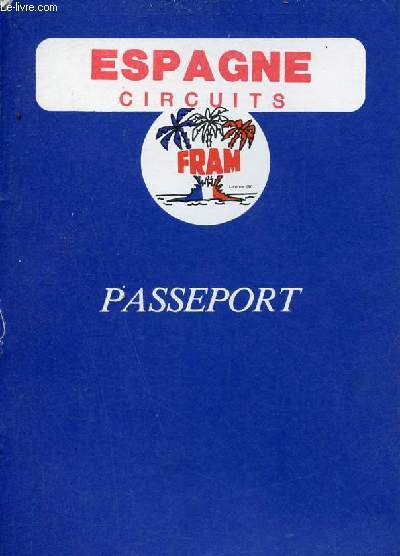 Le-livre.com
ESPAGNE
CIRCUITS
FRAM
PASSEPORT